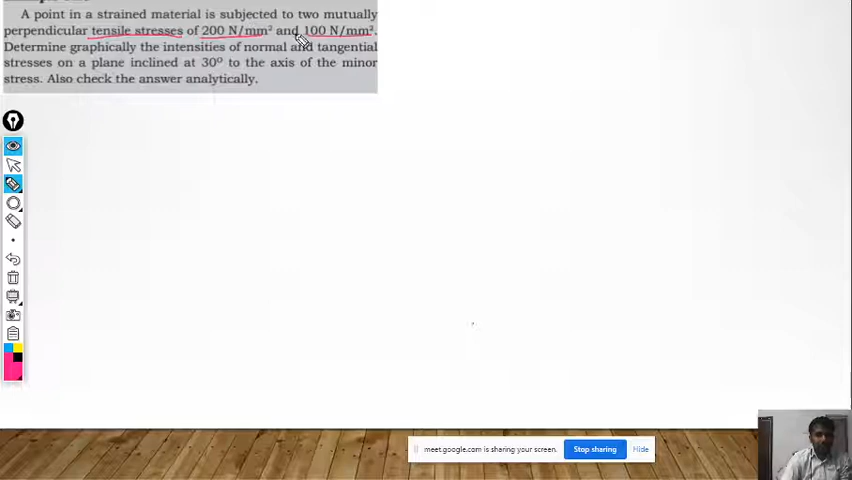 A point in a strained material is subjected to two mutually
perpendicular tensile stresses of 200 N/mm² and 100 N/mm².
Determine graphically the intensities of normal and tangential
stresses on a plane inclined at 30º to the axis of the minor
stress. Also check the answer analytically.
meet.google.com is sharing your screen.
Stop sharing
Hide